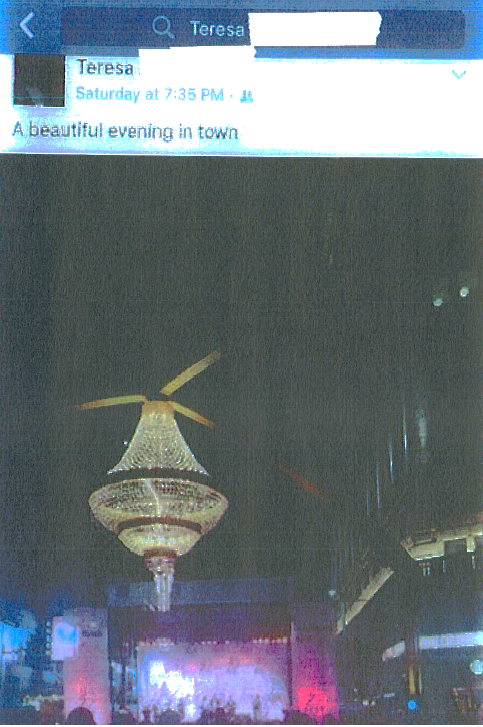 Teresa
Teresa
Saturday at 7:35 PM ·
A beautiful evening in town